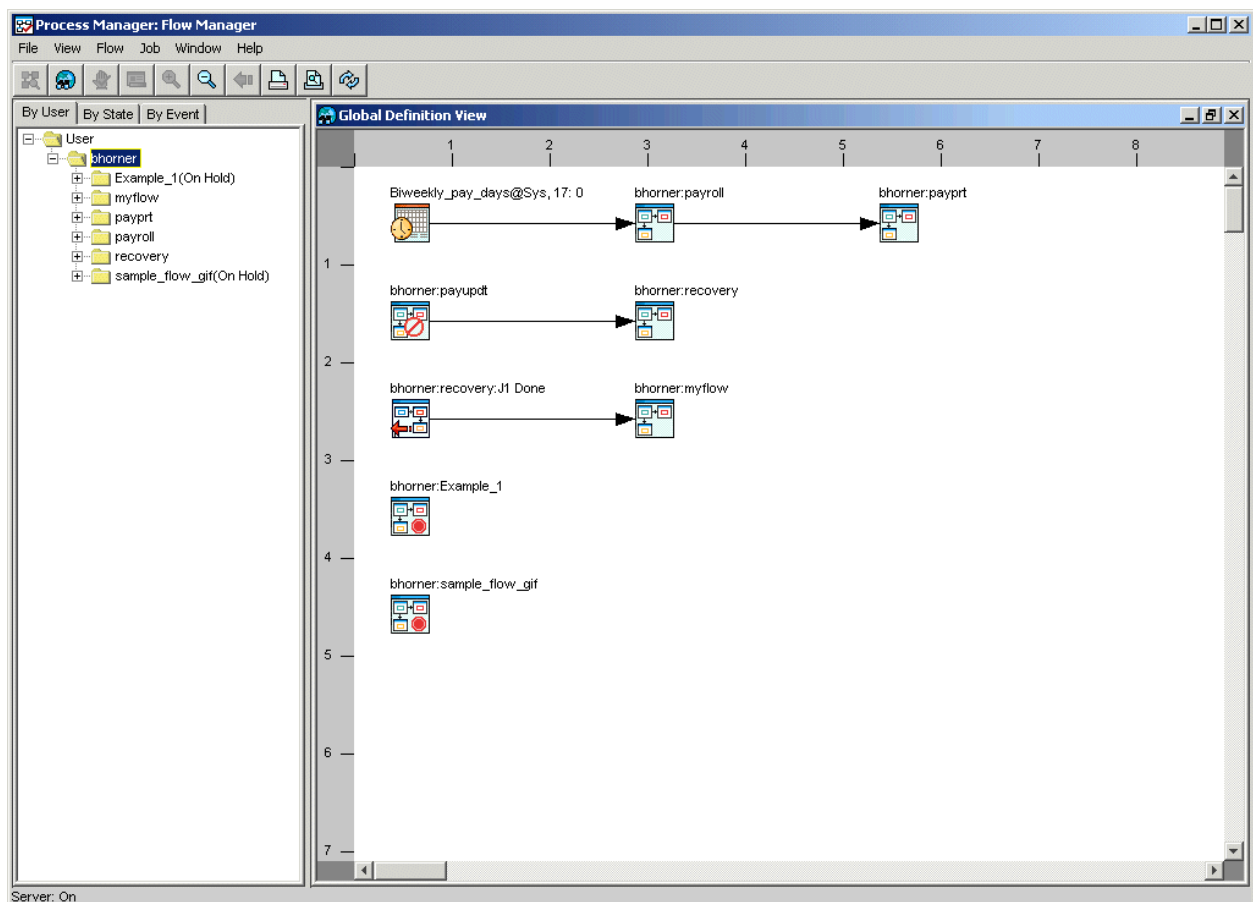 Process Manager: Flow Manager
File View Flow Job Window Help
By User By State By Event
User
bhorner
Example_1(On Hold)
myflow
payprt
payroll
recovery
sample_flow_gif(On Hold)
Global Definition View
1 2 3 4 5 6 7 8
Biweekly_pay_days@Sys, 17: 0 bhorner:payroll bhorner:payprt
1
bhorner:payupdt bhorner:recovery
2
bhorner:recovery:J1 Done bhorner:myflow
3
bhorner:Example_1
4
bhorner:sample_flow_gif
5
6
7
Server: On